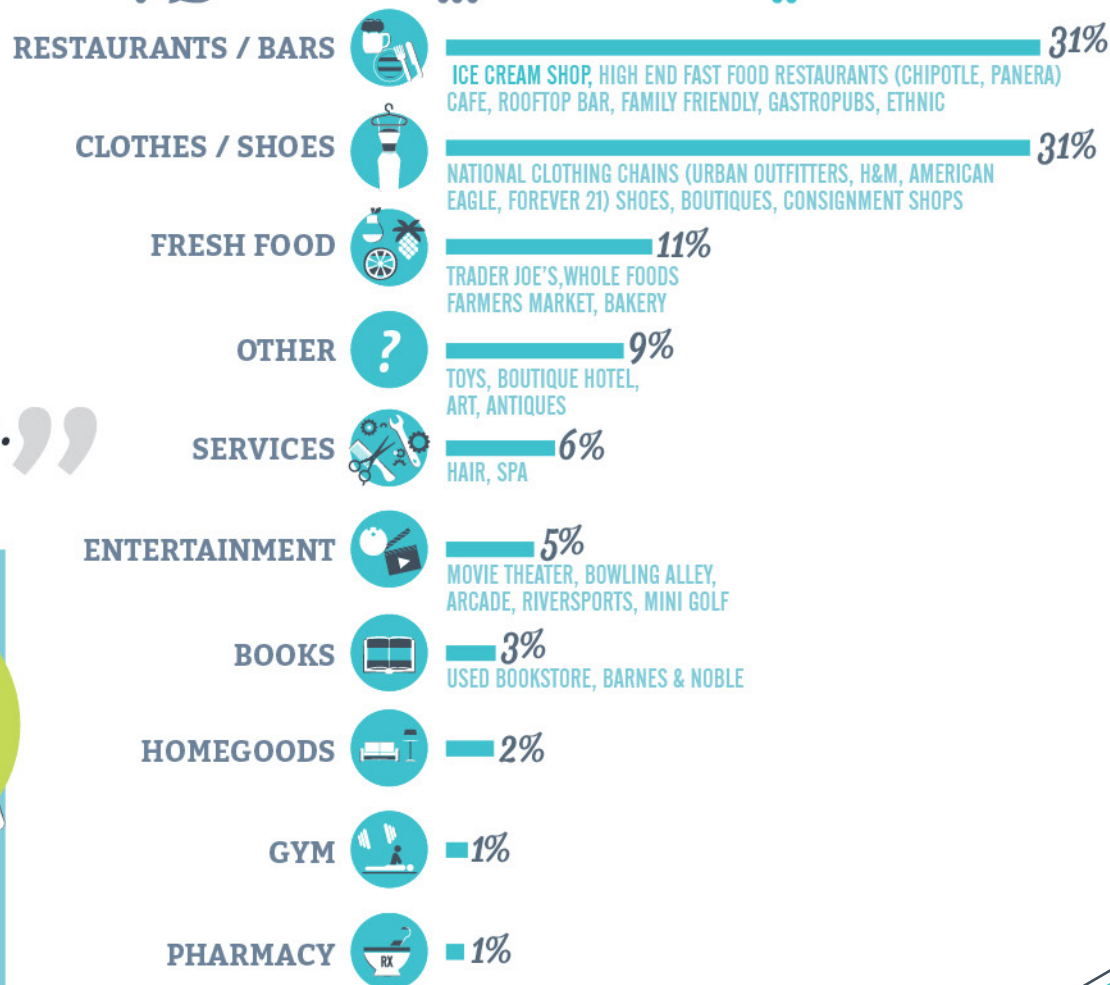 RESTAURANTS / BARS
31%
ICE CREAM SHOP, HIGH END FAST FOOD RESTAURANTS (CHIPOTLE, PANERA)
CAFE, ROOFTOP BAR, FAMILY FRIENDLY, GASTROPUBS, ETHNIC
CLOTHES / SHOES
31%
NATIONAL CLOTHING CHAINS (URBAN OUTFITTERS, H&M, AMERICAN
EAGLE, FOREVER 21) SHOES, BOUTIQUES, CONSIGNMENT SHOPS
FRESH FOOD
11%
TRADER JOE'S,WHOLE FOODS
FARMERS MARKET, BAKERY
OTHER
?
9%
TOYS, BOUTIQUE HOTEL,
ART, ANTIQUES
.”
SERVICES
6%
HAIR, SPA
ENTERTAINMENT
5%
MOVIE THEATER, BOWLING ALLEY,
ARCADE, RIVERSPORTS, MINI GOLF
BOOKS
3%
USED BOOKSTORE, BARNES & NOBLE
HOMEGOODS
2%
GYM
1%
PHARMACY
RX
1%